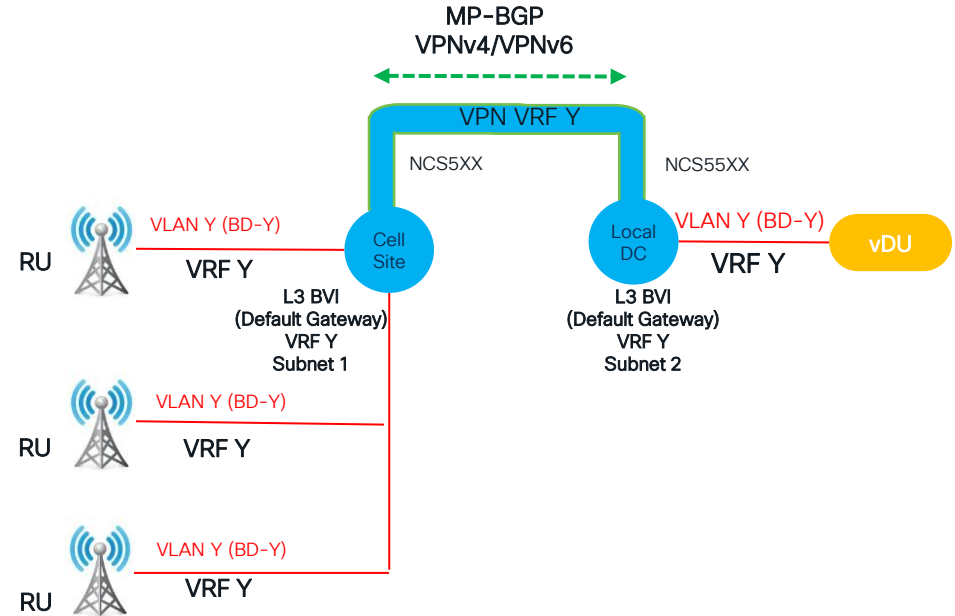 MP-BGP
VPNv4/VPNv6
VPN VRF Y
NCS5XX
NCS55XX
RU
VLAN Y (BD-Y)
VRF Y
Cell
Site
Local
DC
VLAN Y (BD-Y)
VRF Y
vDU
L3 BVI
(Default Gateway)
VRF Y
Subnet 1
L3 BVI
(Default Gateway)
VRF Y
Subnet 2
RU
VLAN Y (BD-Y)
VRF Y
RU
VLAN Y (BD-Y)
VRF Y